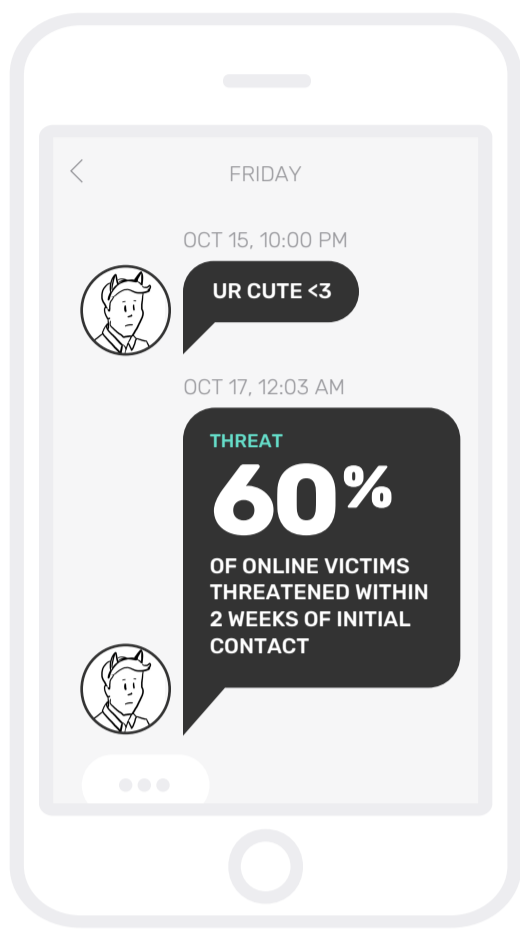 FRIDAY
OCT 15, 10:00 PM
UR CUTE <3
OCT 17, 12:03 AM
THREAT
60%
OF ONLINE VICTIMS
THREATENED WITHIN
2 WEEKS OF INITIAL
CONTACT